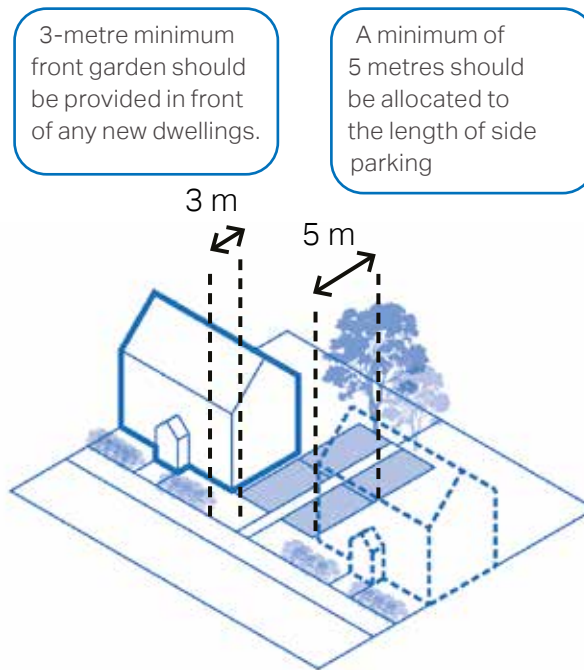 3-metre minimum
front garden should
be provided in front
of any new dwellings.
A minimum of
5 metres should
be allocated to
the length of side
parking
3 m
5 m